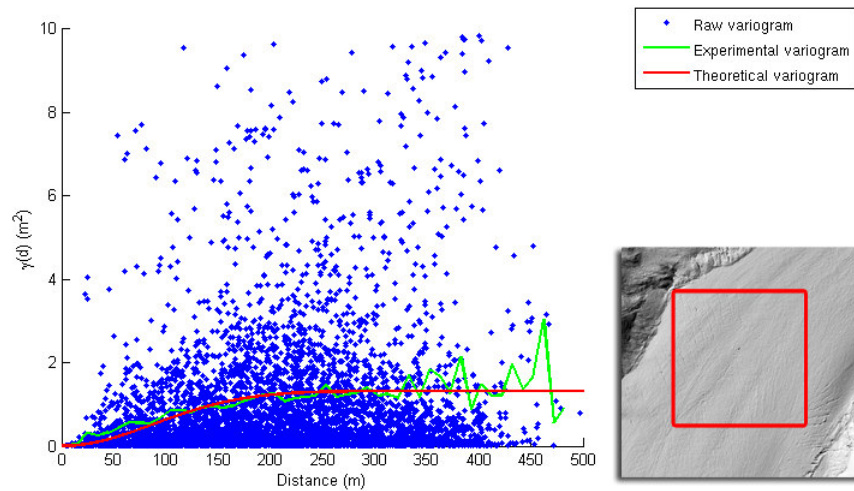 10
8
6
4
2
0
γ(d) (m²)
0 50 100 150 200 250 300 350 400 450 500
Distance (m)
Raw variogram
Experimental variogram
Theoretical variogram